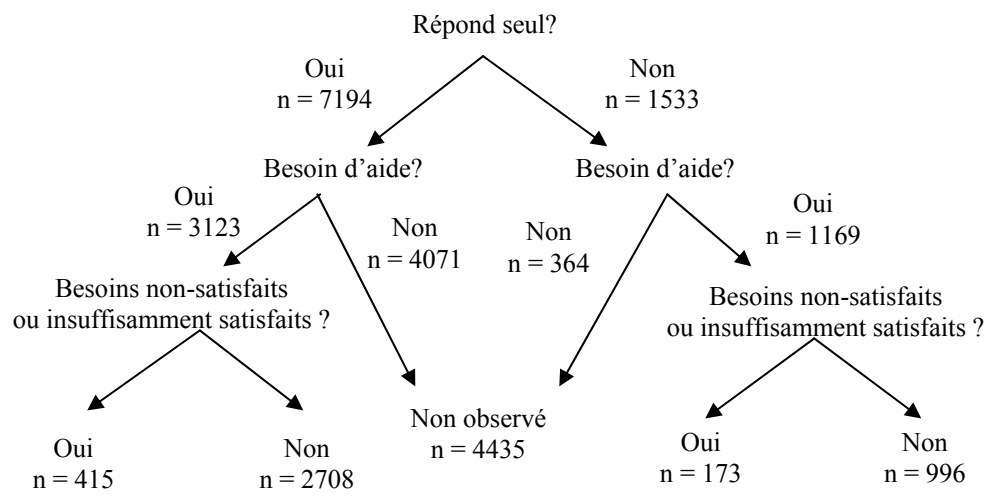 Répond seul?
Oui
n = 7194
Non
n = 1533
Besoin d’aide?
Besoin d’aide?
Oui
n = 3123
Non
n = 4071
Non
n = 364
Oui
n = 1169
Besoins non-satisfaits
ou insuffisamment satisfaits ?
Besoins non-satisfaits
ou insuffisamment satisfaits ?
Oui
n = 415
Non
n = 2708
Non observé
n = 4435
Oui
n = 173
Non
n = 996